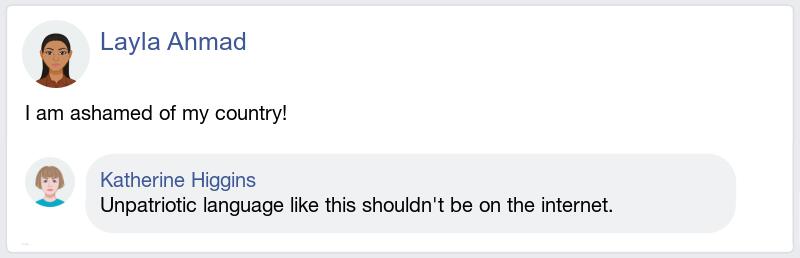 Layla Ahmad
I am ashamed of my country!
Katherine Higgins
Unpatriotic language like this shouldn't be on the internet.